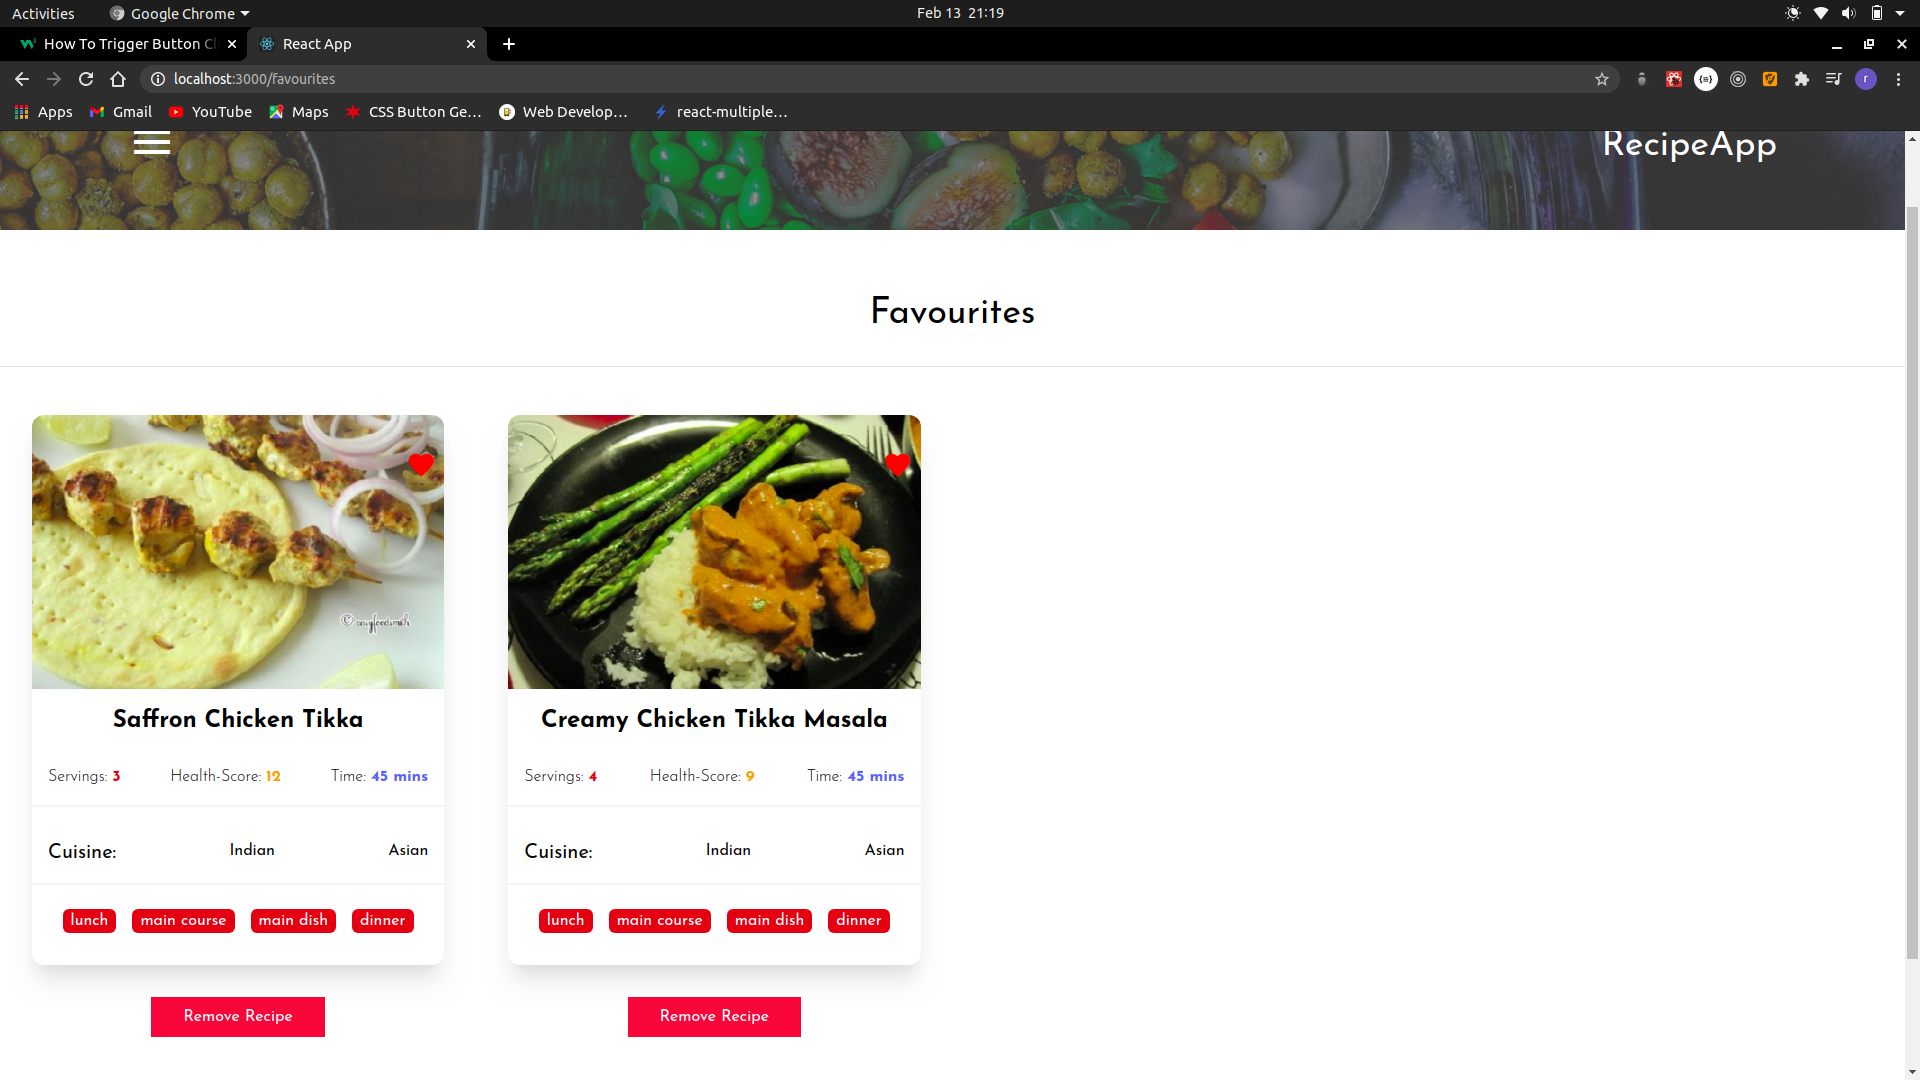 Activities
Google Chrome
Feb 13 21:19
How To Trigger Button Cl
React App
localhost:3000/favourites
Apps
Gmail
YouTube
Maps
CSS Button Ge...
Web Develop...
react-multiple...
RecipeApp
Favourites
Saffron Chicken Tikka
Servings: 3 Health-Score: 12 Time: 45 mins
Cuisine: Indian Asian
lunch main course main dish dinner
Remove Recipe
Creamy Chicken Tikka Masala
Servings: 4 Health-Score: 9 Time: 45 mins
Cuisine: Indian Asian
lunch main course main dish dinner
Remove Recipe